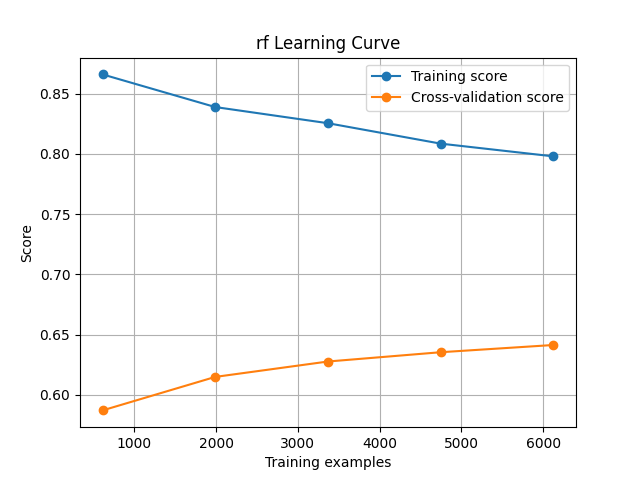 rf Learning Curve
Training score
Cross-validation score
0.85
0.80
0.75
0.70
0.65
0.60
Score
1000 2000 3000 4000 5000 6000
Training examples